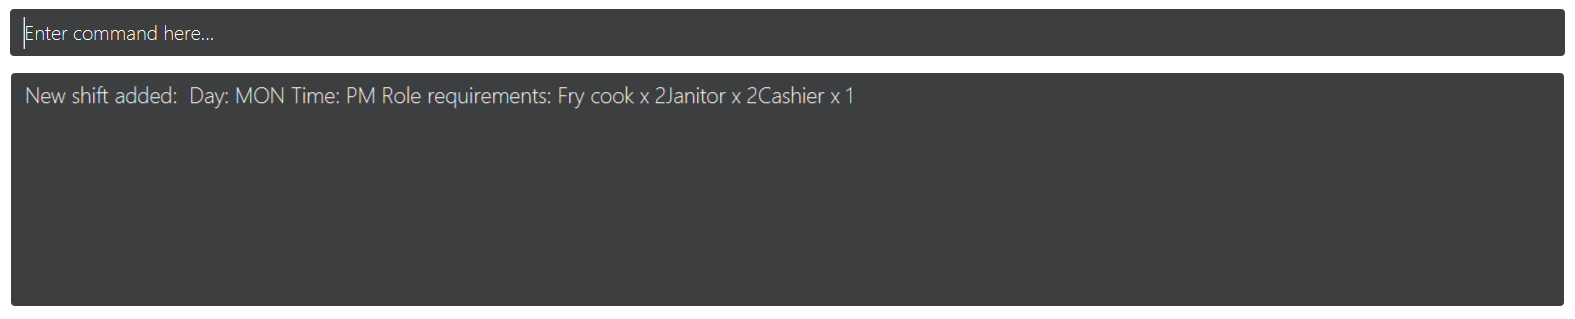 Enter command here...
New shift added:  Day: MON Time: PM Role requirements: Fry cook x 2Janitor x 2Cashier x 1